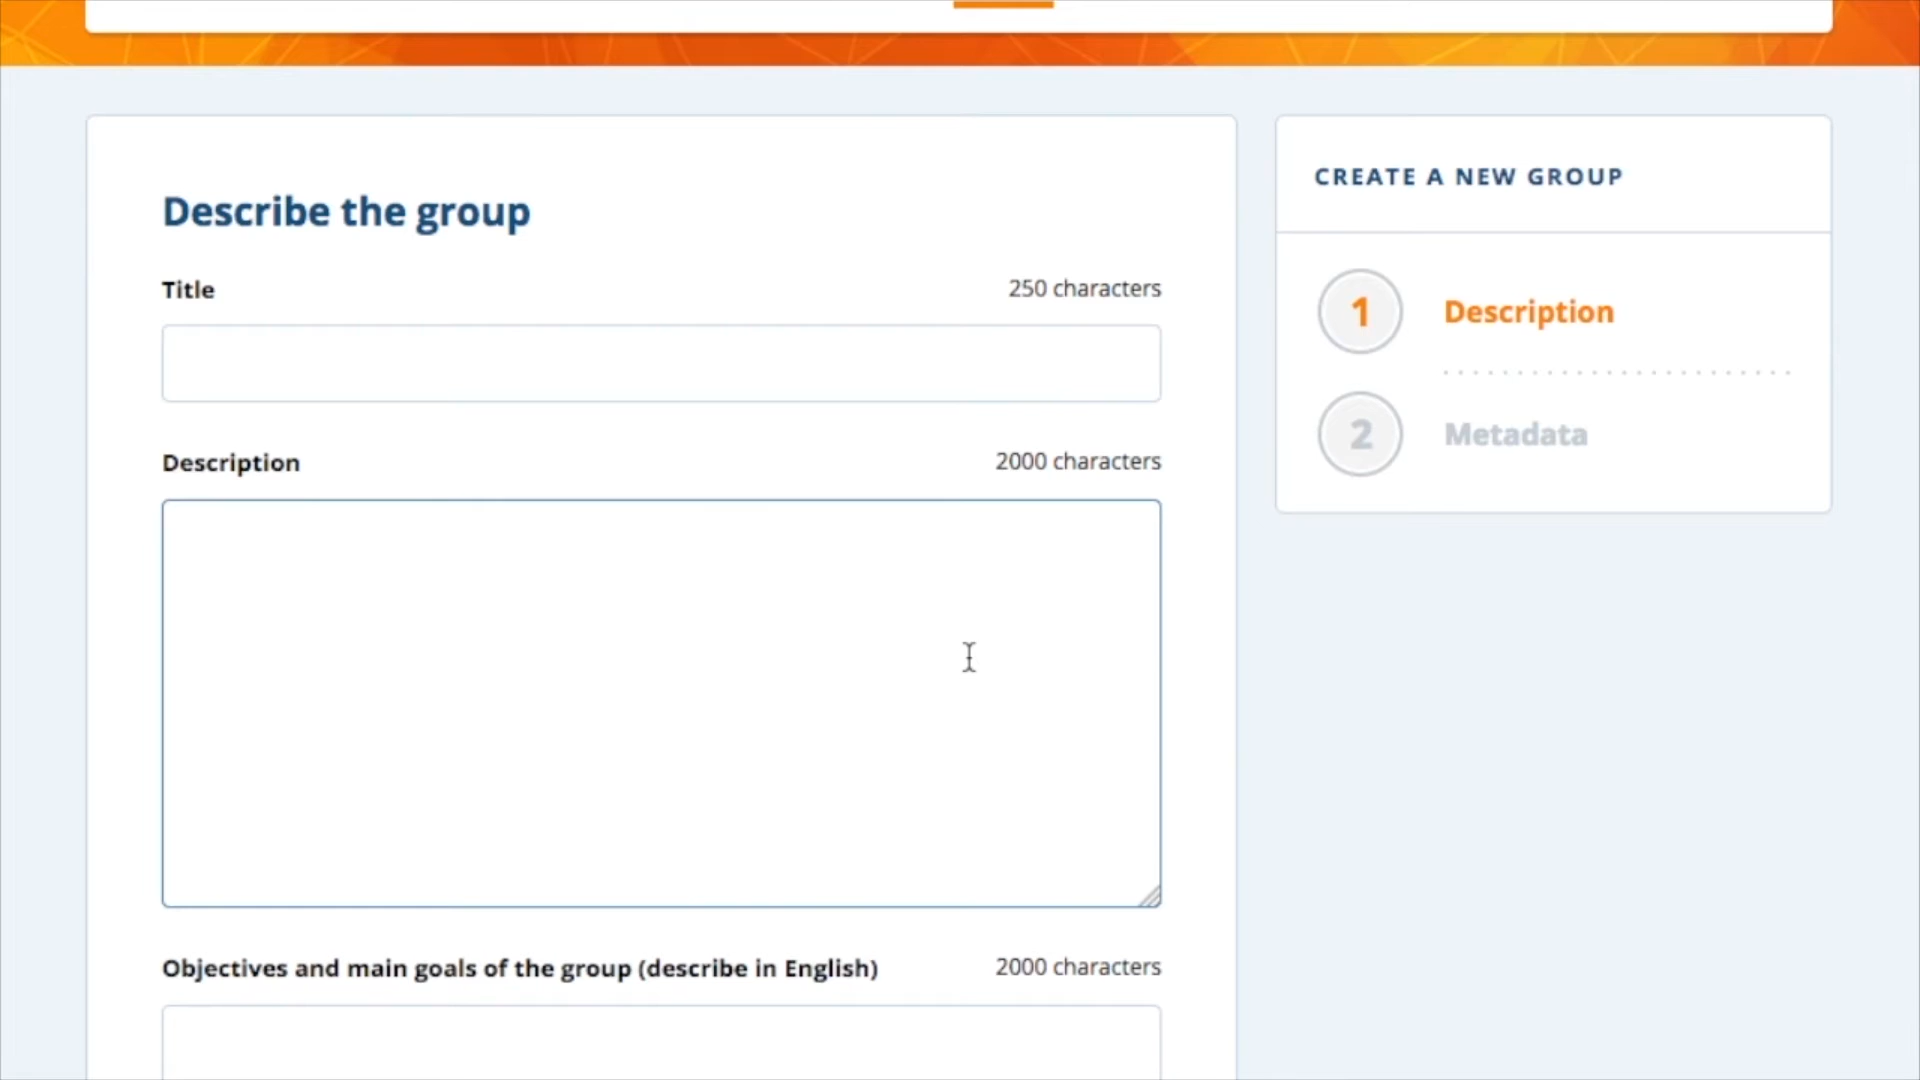 Describe the group
Title
250 characters
Description
2000 characters
Objectives and main goals of the group (describe in English)
2000 characters
CREATE A NEW GROUP
1
Description
2
Metadata